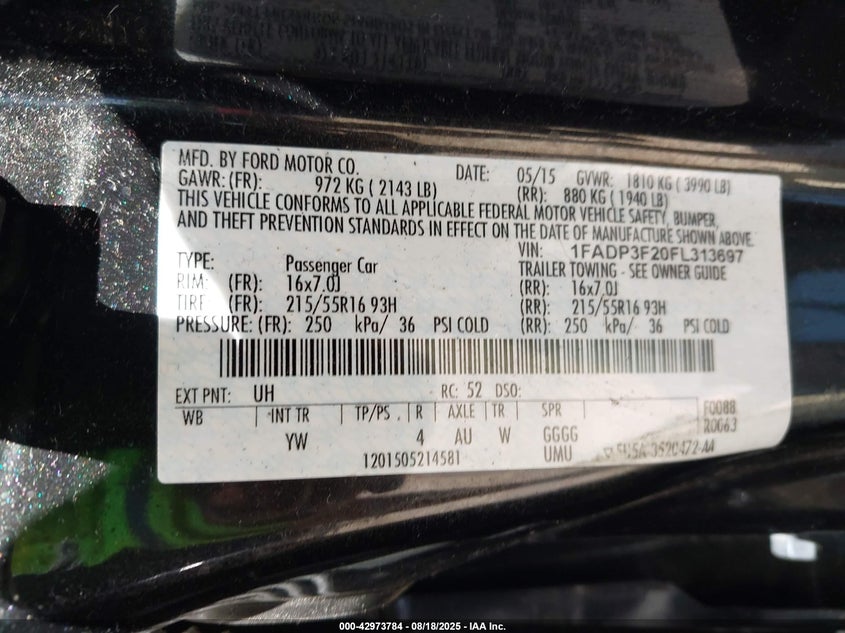 MFD. BY FORD MOTOR CO. DATE: 05/15 GVWR: 1810 KG ( 3990 LB)
GAWR: (FR): 972 KG ( 2143 LB) (RR): 880 KG ( 1940 LB)
THIS VEHICLE CONFORMS TO ALL APPLICABLE FEDERAL MOTOR VEHICLE SAFETY, BUMPER,
AND THEFT PREVENTION STANDARDS IN EFFECT ON THE DATE OF MANUFACTURE SHOWN ABOVE.
VIN: 1FADP3F20FL313697
TYPE: Passenger Car TRAILER TOWING - SEE OWNER GUIDE
RIM: (FR): 16x7.0J (RR): 16x7.0J
TIRE (FR): 215/55R16 93H (RR): 215/55R16 93H
PRESSURE: (FR): 250 kPa/ 36 PSI COLD (RR): 250 kPa/ 36 PSI COLD
EXT PNT: UH RC: 52 DSO:
WB INT TR TP/PS R AXLE TR SPR F0088
YW 4 AU W GGGG R0063
1201505214581 UMU
000-42973784 - 08/18/2025 - IAA Inc.